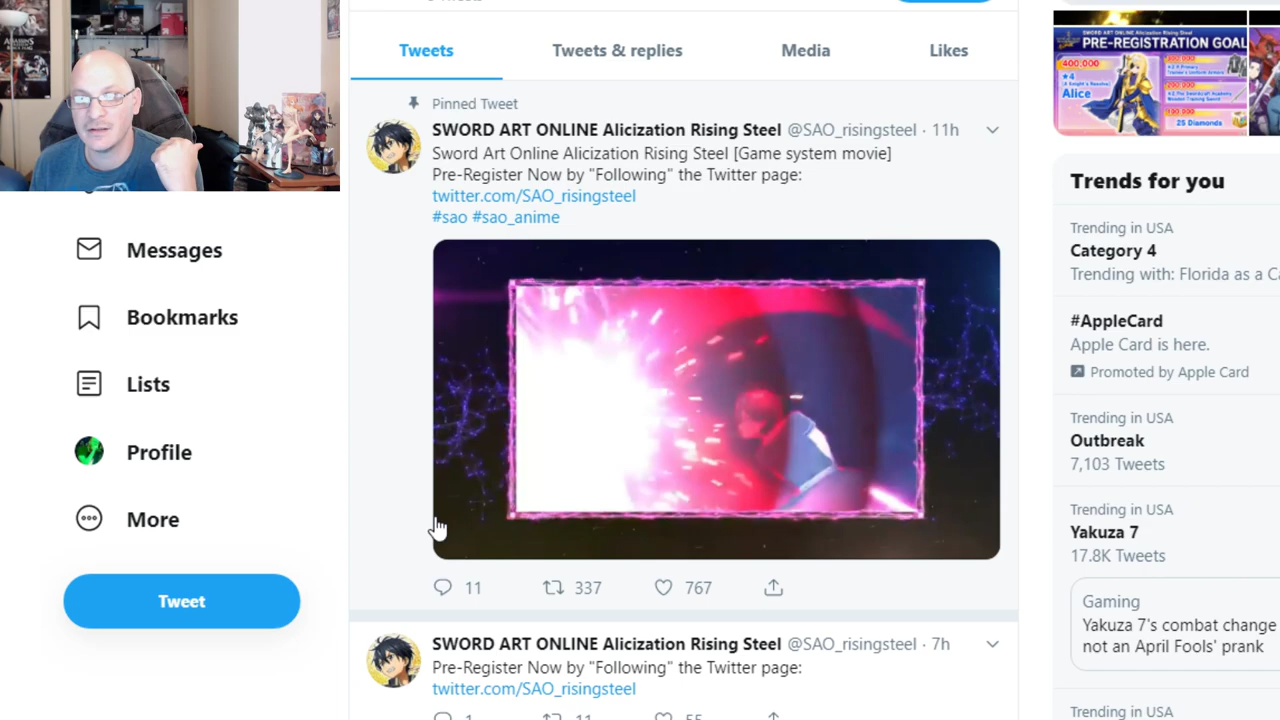 Tweets
Tweets & replies
Media
Likes
Pinned Tweet
SWORD ART ONLINE Alicization Rising Steel @SAO_risingsteel · 11h
Sword Art Online Alicization Rising Steel [Game system movie]
Pre-Register Now by "Following" the Twitter page:
twitter.com/SAO_risingsteel
#sao #sao_anime
11
337
767
SWORD ART ONLINE Alicization Rising Steel @SAO_risingsteel · 7h
Pre-Register Now by "Following" the Twitter page:
twitter.com/SAO_risingsteel
Messages
Bookmarks
Lists
Profile
More
Tweet
SWORD ART ONLINE Alicization Rising Steel
PRE-REGISTRATION GOAL
400,000
★4
Alice
25 Diamonds
Trends for you
Trending in USA
Category 4
Trending with: Florida as a Ca
#AppleCard
Apple Card is here.
Promoted by Apple Card
Trending in USA
Outbreak
7,103 Tweets
Trending in USA
Yakuza 7
17.8K Tweets
Gaming
Yakuza 7's combat change
not an April Fools' prank
Trending in USA